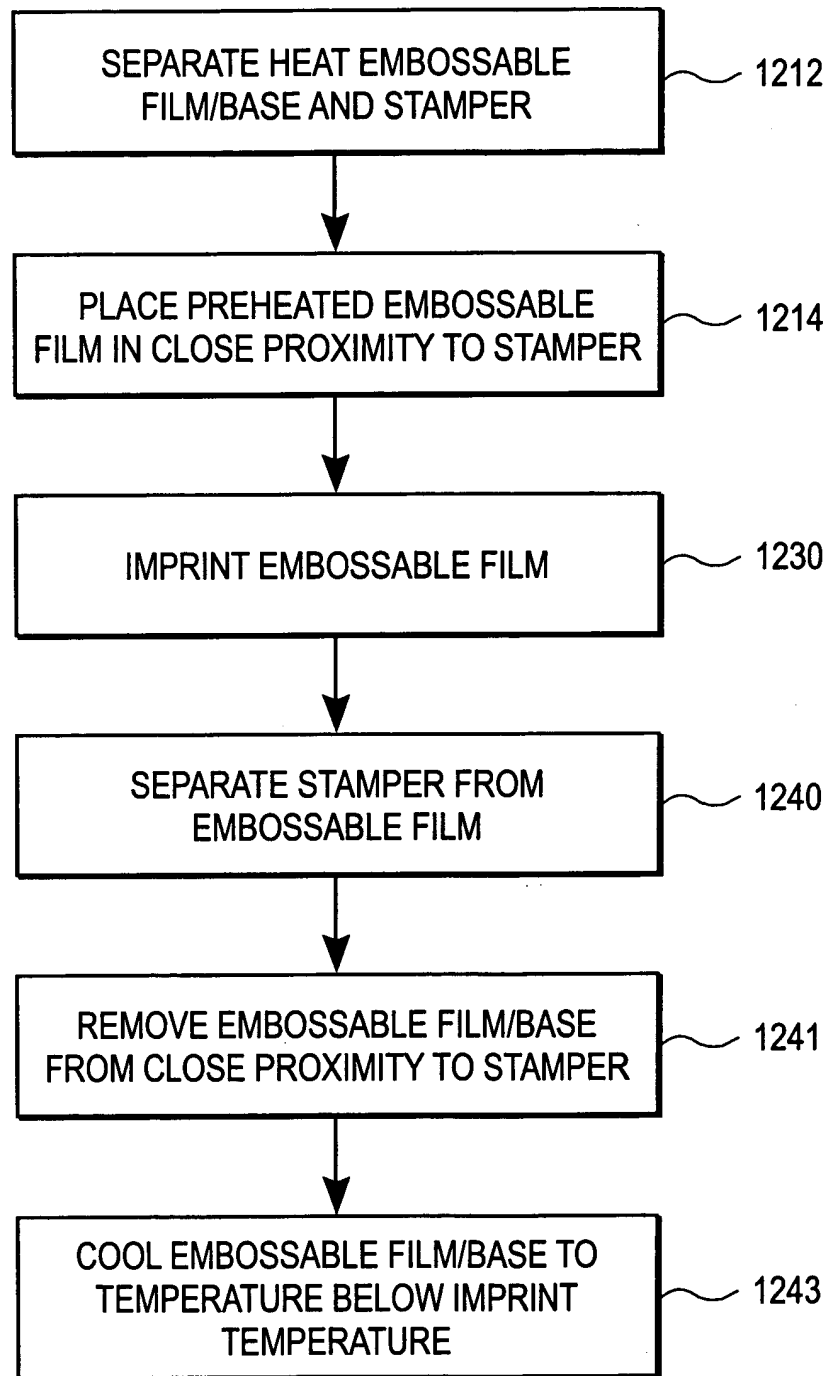 SEPARATE HEAT EMBOSSABLE
FILM/BASE AND STAMPER
1212
PLACE PREHEATED EMBOSSABLE
FILM IN CLOSE PROXIMITY TO STAMPER
1214
IMPRINT EMBOSSABLE FILM
1230
SEPARATE STAMPER FROM
EMBOSSABLE FILM
1240
REMOVE EMBOSSABLE FILM/BASE
FROM CLOSE PROXIMITY TO STAMPER
1241
COOL EMBOSSABLE FILM/BASE TO
TEMPERATURE BELOW IMPRINT
TEMPERATURE
1243